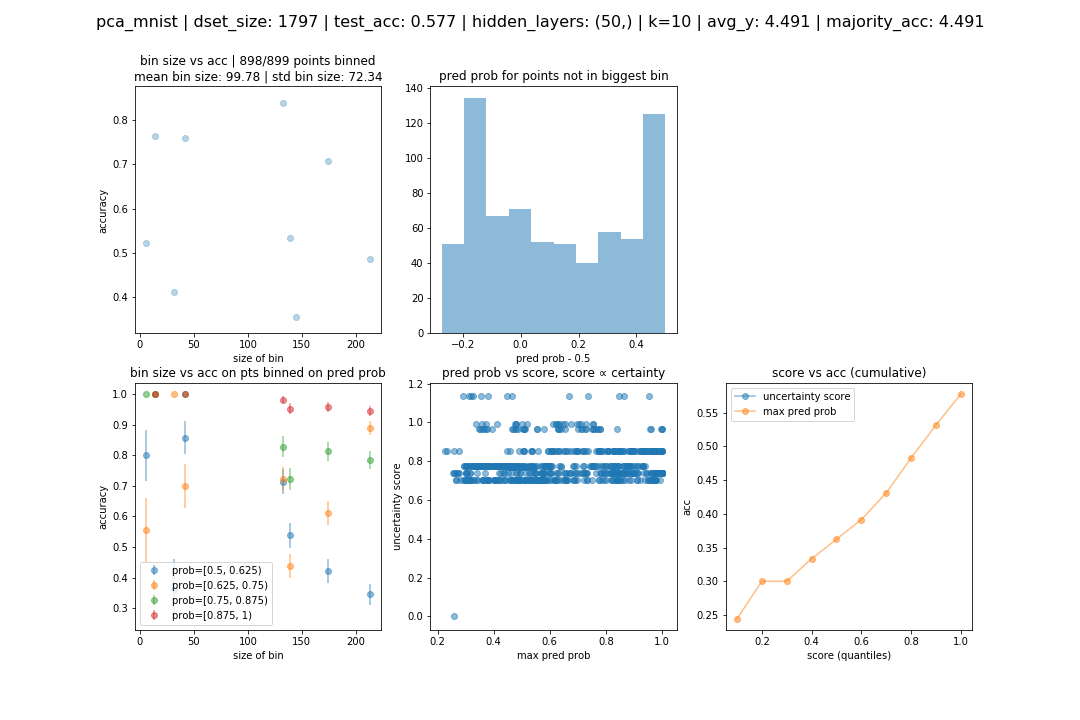 pca_mnist | dset_size: 1797 | test_acc: 0.577 | hidden_layers: (50,) | k=10 | avg_y: 4.491 | majority_acc: 4.491
bin size vs acc | 898/899 points binned
mean bin size: 99.78 | std bin size: 72.34
0.8
0.7
0.6
0.5
0.4
accuracy
0
50
100
150
200
size of bin
pred prob for points not in biggest bin
140
120
100
80
60
40
20
0
−0.2
0.0
0.2
0.4
pred prob - 0.5
bin size vs acc on pts binned on pred prob
1.0
0.9
0.8
0.7
0.6
0.5
0.4
0.3
accuracy
prob=[0.5, 0.625)
prob=[0.625, 0.75)
prob=[0.75, 0.875)
prob=[0.875, 1)
0
50
100
150
200
size of bin
pred prob vs score, score ∝ certainty
1.2
1.0
0.8
0.6
0.4
0.2
0.0
uncertainty score
0.2
0.4
0.6
0.8
1.0
max pred prob
score vs acc (cumulative)
uncertainty score
max pred prob
0.55
0.50
0.45
0.40
0.35
0.30
0.25
acc
0.2
0.4
0.6
0.8
1.0
score (quantiles)